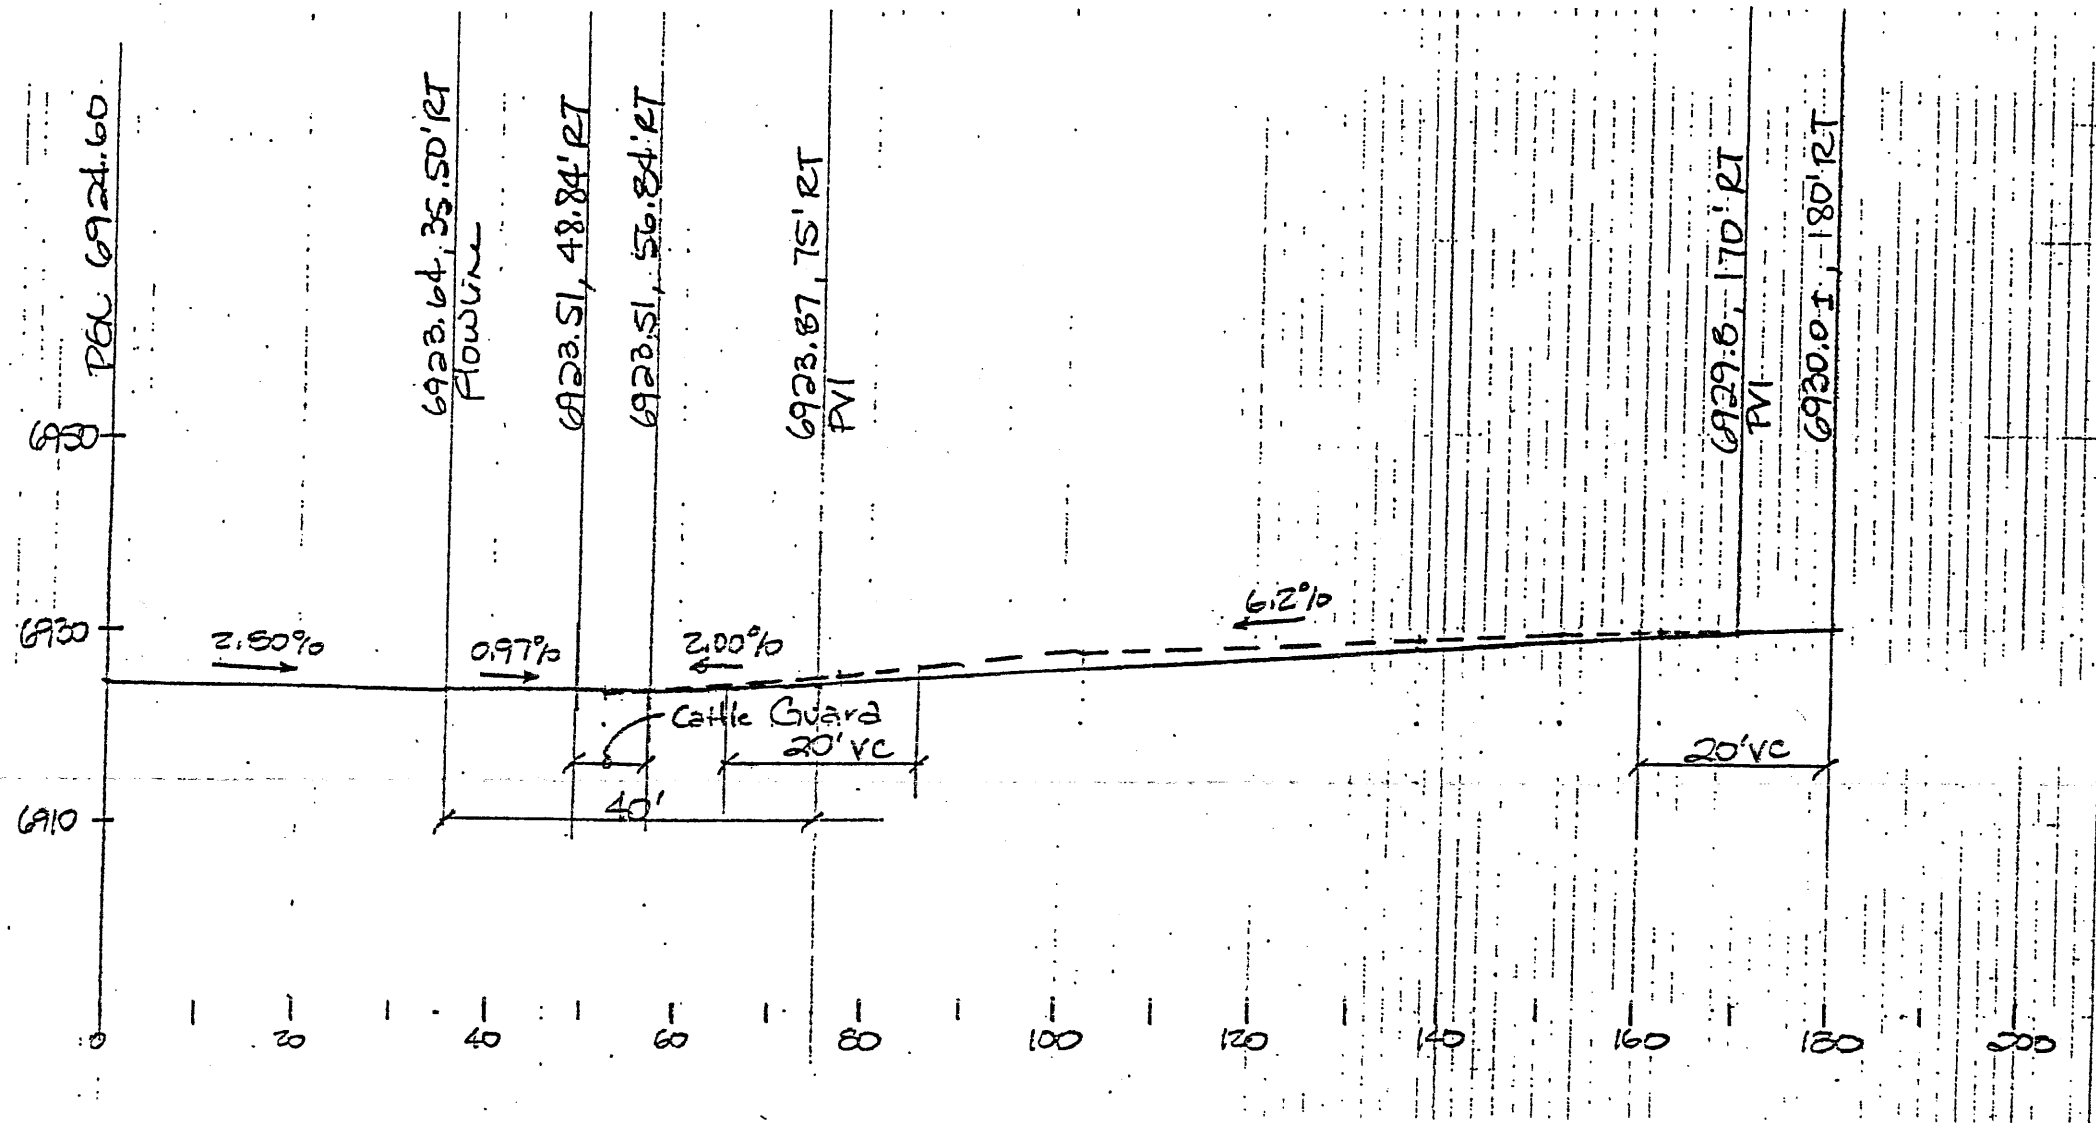 PGL 6924.60
6923.64, 35.50' RT
Flowline
6923.51, 48.84' RT
6923.51, 56.84' RT
6923.87, 75' RT
PVI
6929.8, 170' RT
PVI
6930.01, 180' RT
6950
6930
6910
2.80%
0.97%
2.00%
6.2%
Cattle Guard
20' VC
20' VC
40'
0 20 40 60 80 100 120 140 160 180 200